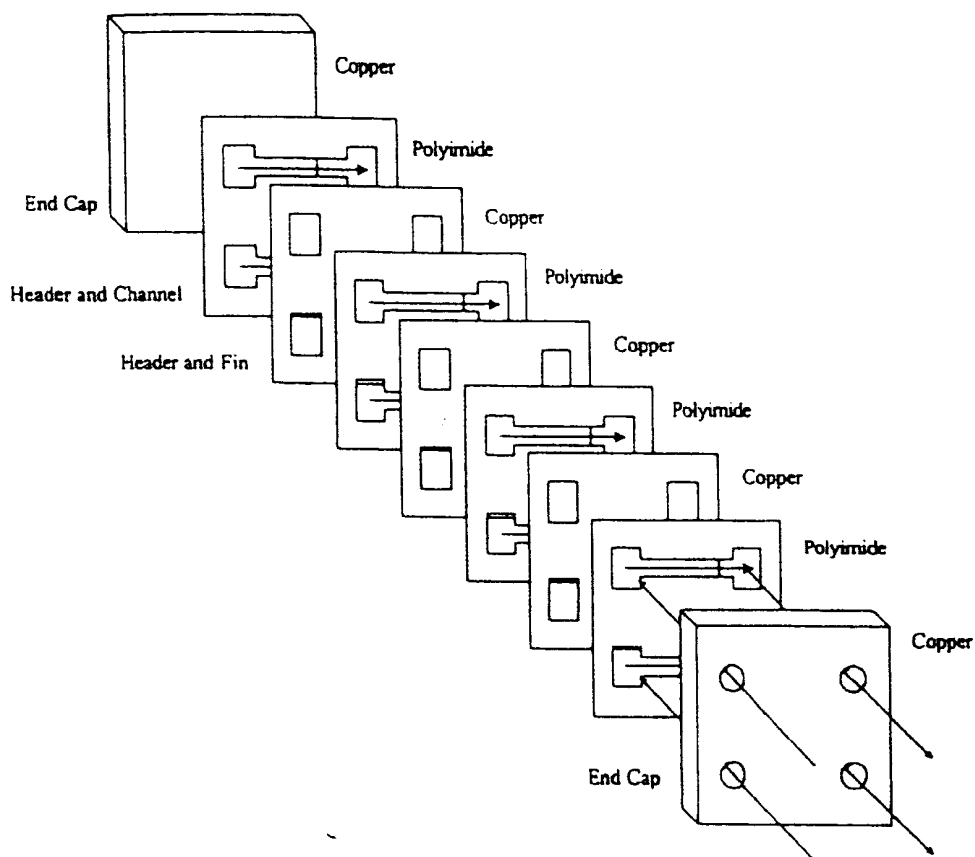 Copper
Polyimide
End Cap
Copper
Polyimide
Header and Channel
Copper
Header and Fin
Polyimide
Copper
Polyimide
Copper
End Cap